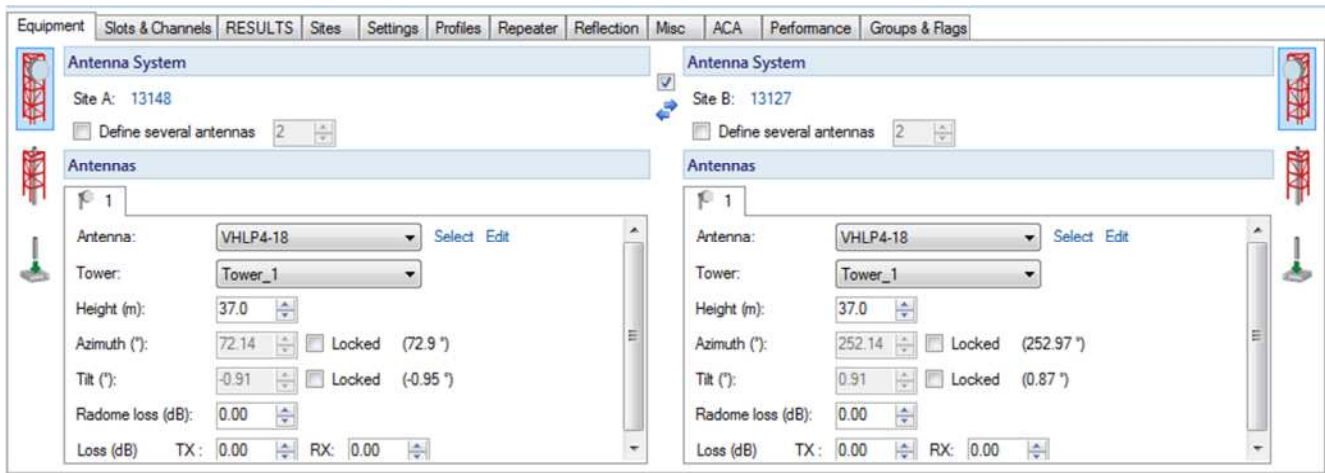 Equipment Slots & Channels RESULTS Sites Settings Profiles Repeater Reflection Misc ACA Performance Groups & Flags
Antenna System
Site A: 13148
Define several antennas 2
Antennas
1
Antenna: VHLP4-18 Select Edit
Tower: Tower_1
Height (m): 37.0
Azimuth (°): 72.14 Locked (72.9 °)
Tilt (°): -0.91 Locked (-0.95 °)
Radome loss (dB): 0.00
Loss (dB) TX : 0.00 RX: 0.00
Antenna System
Site B: 13127
Define several antennas 2
Antennas
1
Antenna: VHLP4-18 Select Edit
Tower: Tower_1
Height (m): 37.0
Azimuth (°): 252.14 Locked (252.97 °)
Tilt (°): 0.91 Locked (0.87 °)
Radome loss (dB): 0.00
Loss (dB) TX : 0.00 RX: 0.00